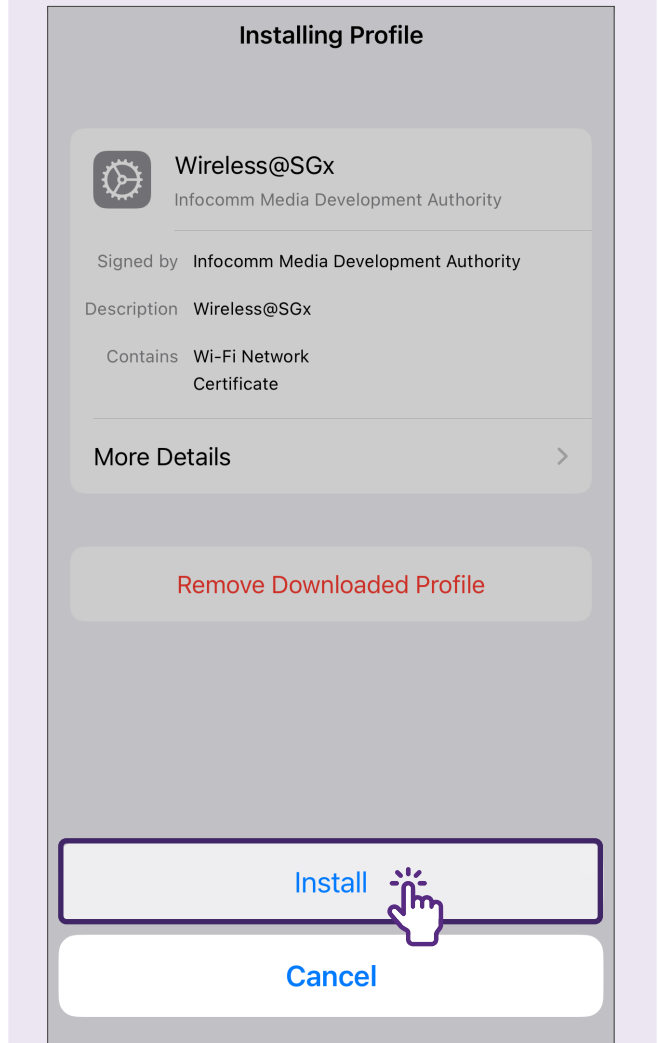 Installing Profile
Wireless@SGx
Infocomm Media Development Authority
Signed by Infocomm Media Development Authority
Description Wireless@SGx
Contains Wi-Fi Network
Certificate
More Details
Remove Downloaded Profile
Install
Cancel